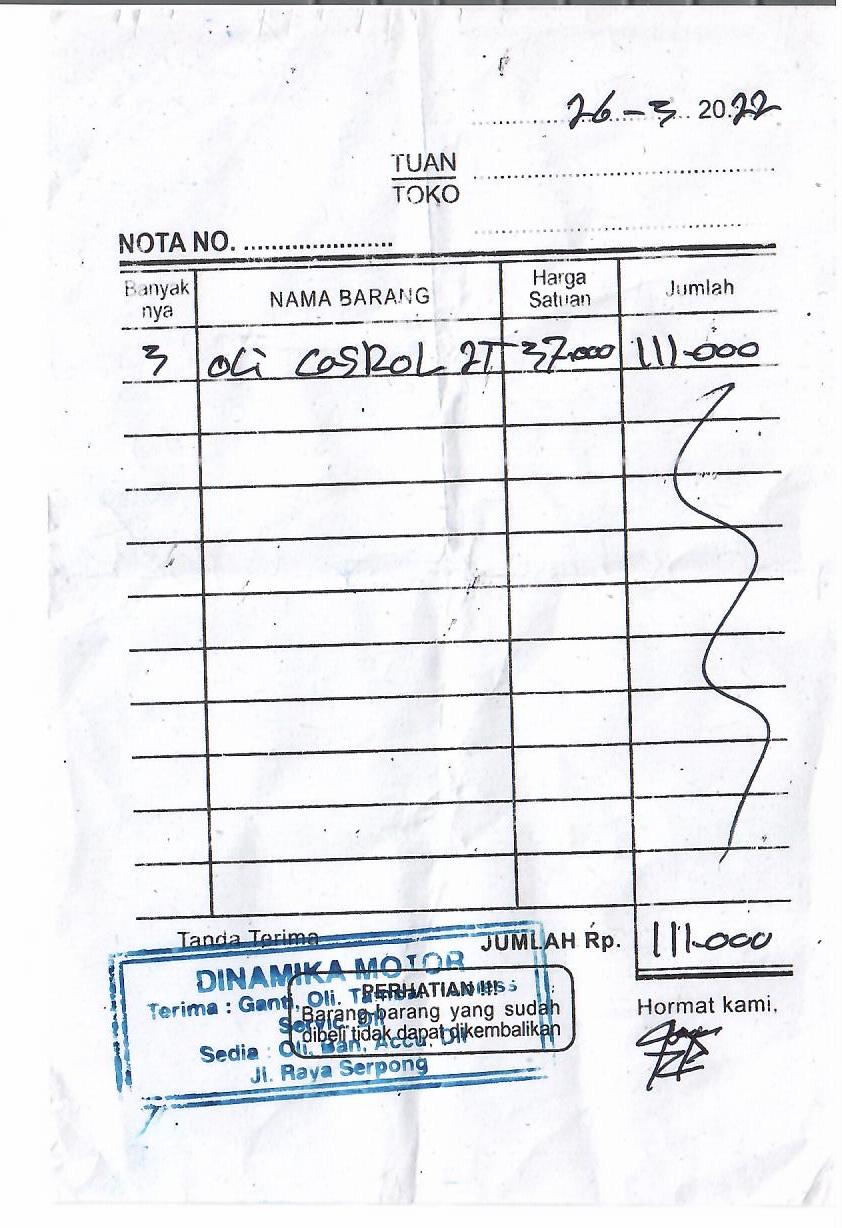 26-3 2022
TUAN
TOKO
NOTA NO. ........................
Banyak nya NAMA BARANG Harga Satuan Jumlah
3 OLi COSROL 2T 37.000 111.000
Tanda Terima JUMLAH Rp. 111.000
DINAMIKA MOTOR
Terima : Ganti, Oli.
Sedia : Oli, Ban, Accu, Dll
Jl. Raya Serpong
PERHATIAN !!!
Barang-barang yang sudah
dibeli tidak dapat dikembalikan
Hormat kami,